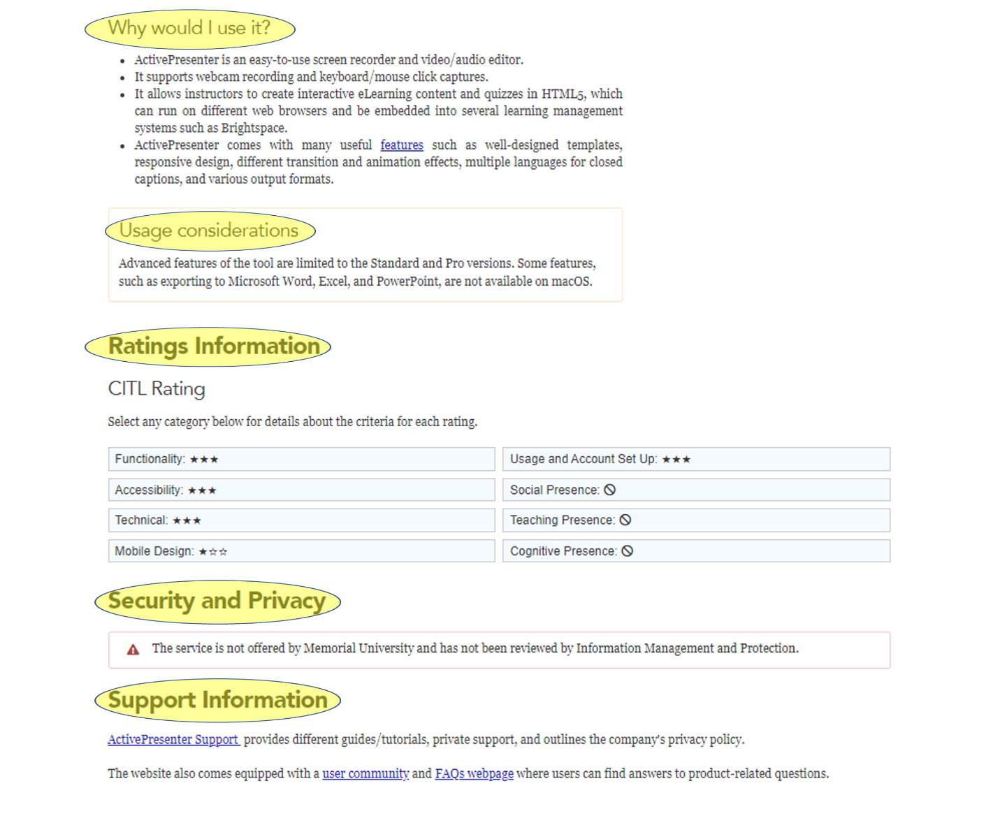 Why would I use it?
• ActivePresenter is an easy-to-use screen recorder and video/audio editor.
• It supports webcam recording and keyboard/mouse click captures.
• It allows instructors to create interactive eLearning content and quizzes in HTML5, which
can run on different web browsers and be embedded into several learning management
systems such as Brightspace.
• ActivePresenter comes with many useful features such as well-designed templates,
responsive design, different transition and animation effects, multiple languages for closed
captions, and various output formats.
Usage considerations
Advanced features of the tool are limited to the Standard and Pro versions. Some features,
such as exporting to Microsoft Word, Excel, and PowerPoint, are not available on macOS.
Ratings Information
CITL Rating
Select any category below for details about the criteria for each rating.
Functionality: ★★★
Usage and Account Set Up: ★★★
Accessibility: ★★★
Social Presence: 🛇
Technical: ★★★
Teaching Presence: 🛇
Mobile Design: ★☆☆
Cognitive Presence: 🛇
Security and Privacy
The service is not offered by Memorial University and has not been reviewed by Information Management and Protection.
Support Information
ActivePresenter Support provides different guides/tutorials, private support, and outlines the company's privacy policy.
The website also comes equipped with a user community and FAQs webpage where users can find answers to product-related questions.